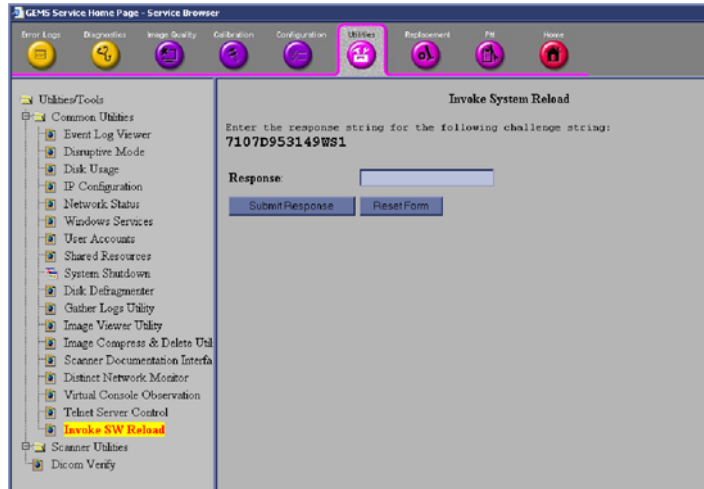 GEMS Service Home Page - Service Browser
Error Logs Diagnostics Image Quality Calibration Configuration Utilities Replacement PM Home
Utilities/Tools
Common Utilities
Event Log Viewer
Disruptive Mode
Disk Usage
IP Configuration
Network Status
Windows Services
User Accounts
Shared Resources
System Shutdown
Disk Defragmenter
Gather Logs Utility
Image Viewer Utility
Image Compress & Delete Util
Scanner Documentation Interfa
Distinct Network Monitor
Virtual Console Observation
Telnet Server Control
Invoke SW Reload
Scanner Utilities
Dicom Verify
Invoke System Reload
Enter the response string for the following challenge string:
7107D953149WS1
Response:
Submit Response Reset Form